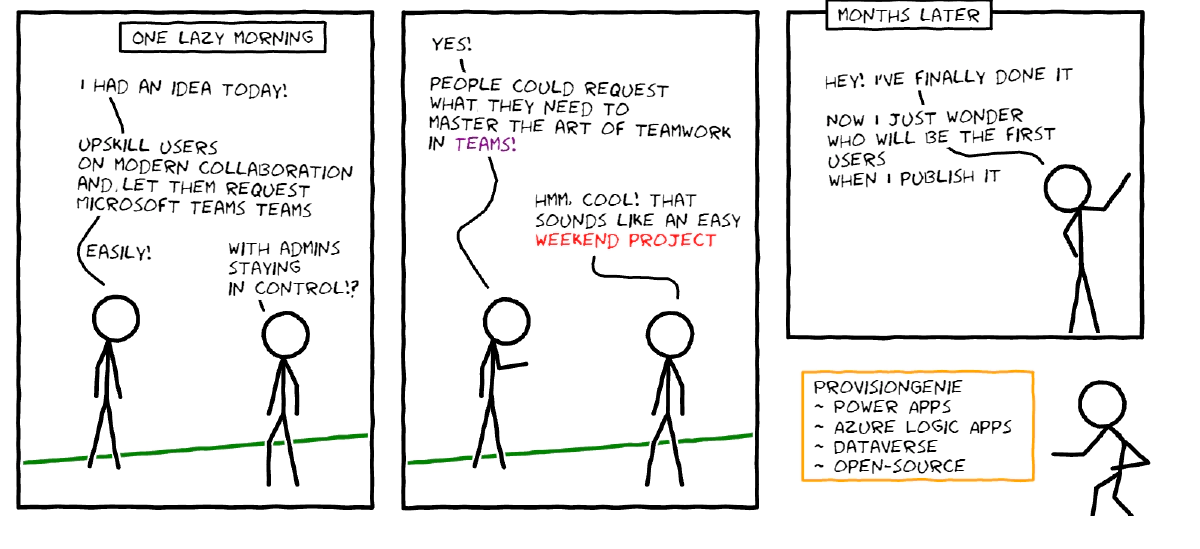 ONE LAZY MORNING
I HAD AN IDEA TODAY!
UPSKILL USERS
ON MODERN COLLABORATION
AND LET THEM REQUEST
MICROSOFT TEAMS TEAMS
EASILY!
WITH ADMINS
STAYING
IN CONTROL!?
YES!
PEOPLE COULD REQUEST
WHAT THEY NEED TO
MASTER THE ART OF TEAMWORK
IN TEAMS!
HMM, COOL! THAT
SOUNDS LIKE AN EASY
WEEKEND PROJECT
MONTHS LATER
HEY! I'VE FINALLY DONE IT
NOW I JUST WONDER
WHO WILL BE THE FIRST
USERS
WHEN I PUBLISH IT
PROVISIONGENIE
~ POWER APPS
~ AZURE LOGIC APPS
~ DATAVERSE
~ OPEN-SOURCE